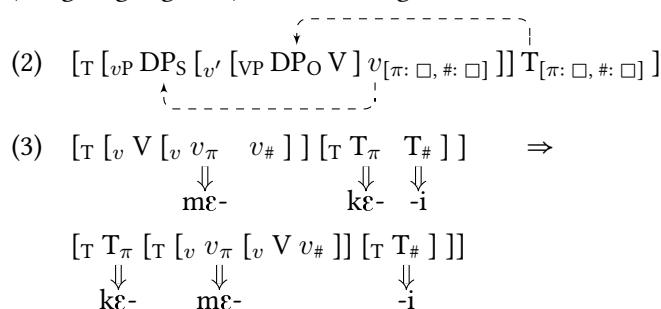 (2) [T [vP DPS [v′ [VP DPO V] v[π: □, #: □] ]] T[π: □, #: □] ]
(3) [T [v V [v vπ v# ] ] [T Tπ T# ] ] ⇒
⇓ ⇓ ⇓
mɛ- kɛ- -i
[T Tπ [T [v vπ [v V v# ]] [T T# ] ]]
⇓ ⇓ ⇓
kɛ- mɛ- -i